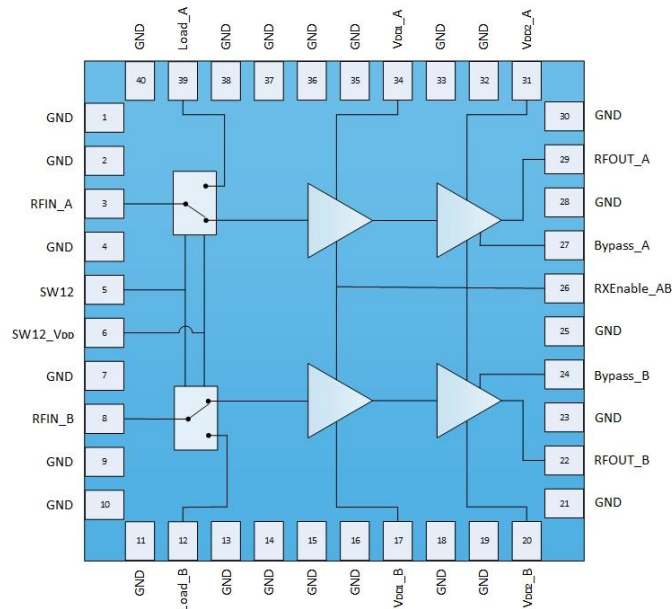 GND
Load_A
GND
GND
GND
GND
VDD1_A
GND
GND
VDD2_A
40
39
38
37
36
35
34
33
32
31
GND 1
GND 2
RFIN_A 3
GND 4
SW12 5
SW12_VDD 6
GND 7
RFIN_B 8
GND 9
GND 10
30 GND
29 RFOUT_A
28 GND
27 Bypass_A
26 RXEnable_AB
25 GND
24 Bypass_B
23 GND
22 RFOUT_B
21 GND
11
12
13
14
15
16
17
18
19
20
GND
Load_B
GND
GND
GND
GND
VDD1_B
GND
GND
VDD2_B